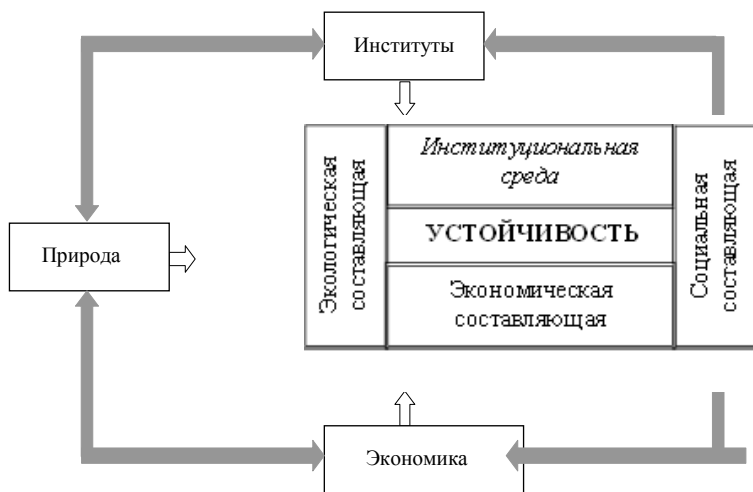 Институты
Экологическая
составляющая
Институциональная
среда
УСТОЙЧИВОСТЬ
Экономическая
составляющая
Социальная
составляющая
Природа
Экономика